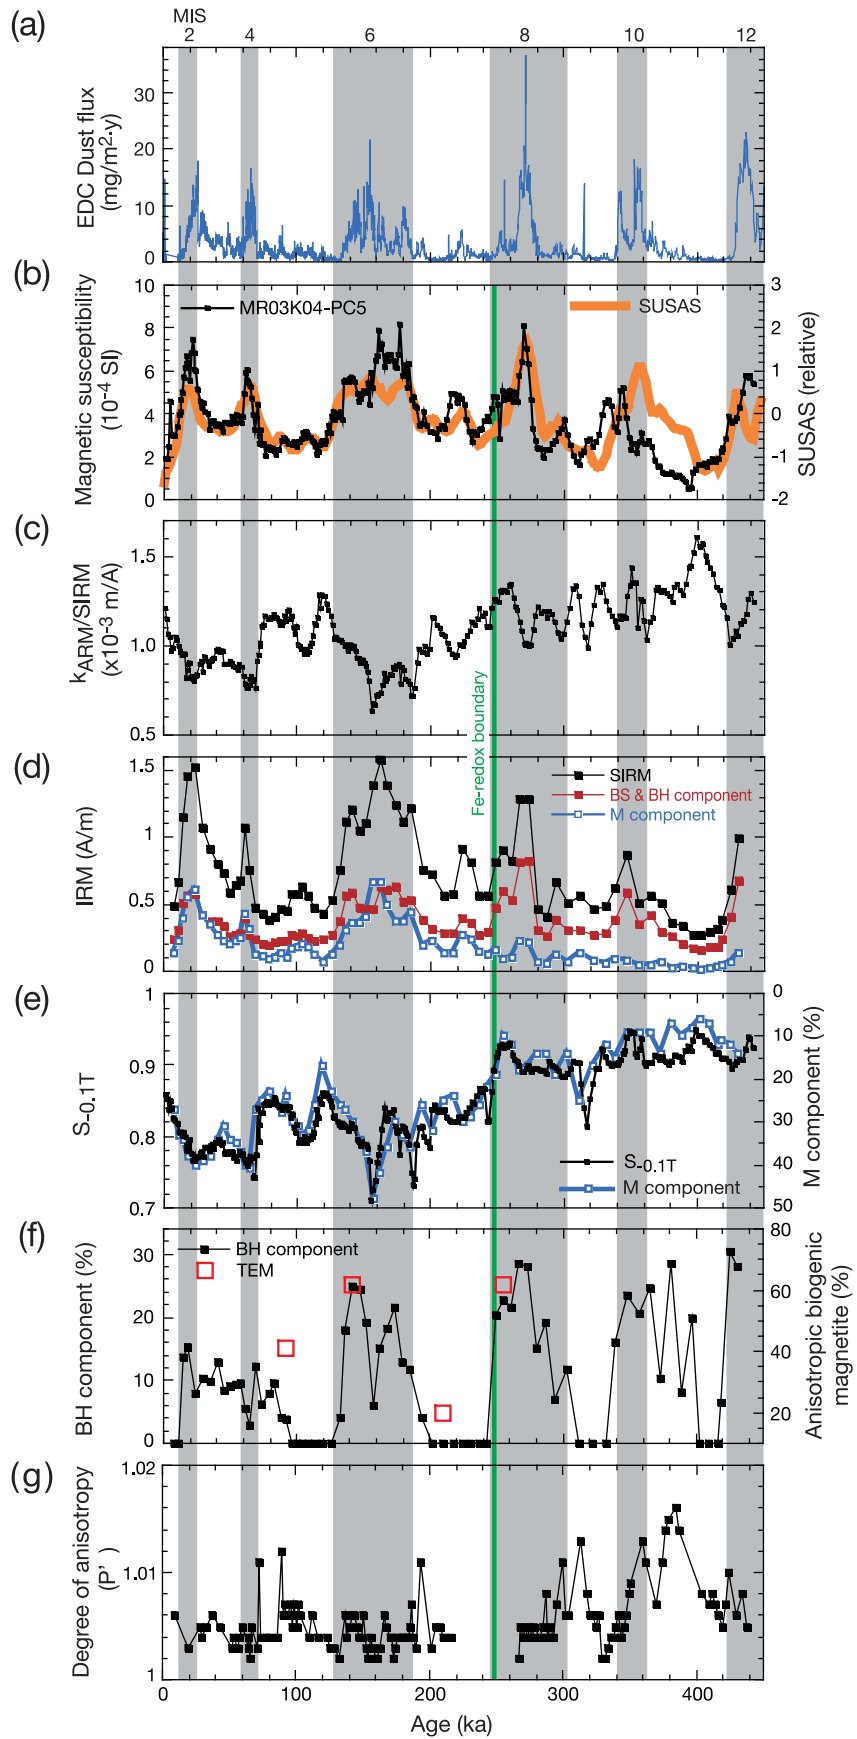 (a)
MIS
2 4 6 8 10 12
EDC Dust flux
(mg/m²·y)
30
20
10
0
(b)
Magnetic susceptibility
(10⁻⁴ SI)
10
8
6
4
2
0
MR03K04-PC5
SUSAS
3
2
1
0
-1
-2
SUSAS (relative)
(c)
kARM/SIRM
(x10⁻³ m/A)
1.5
1.0
0.5
Fe-redox boundary
(d)
IRM (A/m)
1.5
1
0.5
0
SIRM
BS & BH component
M component
(e)
S-0.1T
1
0.9
0.8
0.7
S-0.1T
M component
0
10
20
30
40
50
M component (%)
(f)
BH component (%)
30
20
10
0
BH component
TEM
80
60
40
20
Anisotropic biogenic
magnetite (%)
(g)
Degree of anisotropy
(P')
1.02
1.01
1
0 100 200 300 400
Age (ka)